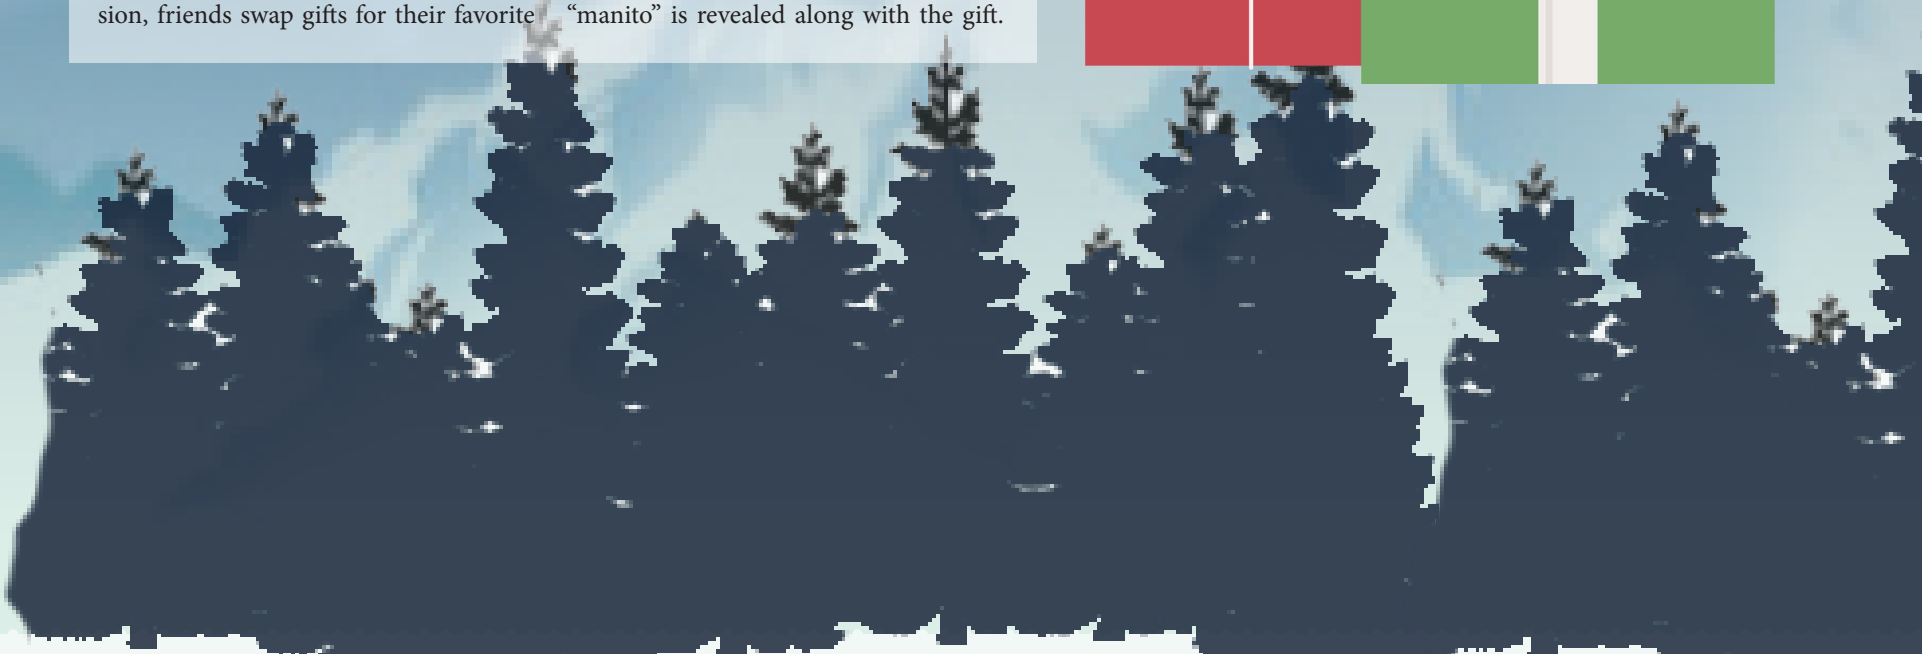 sion, friends swap gifts for their favorite
“manito” is revealed along with the gift.